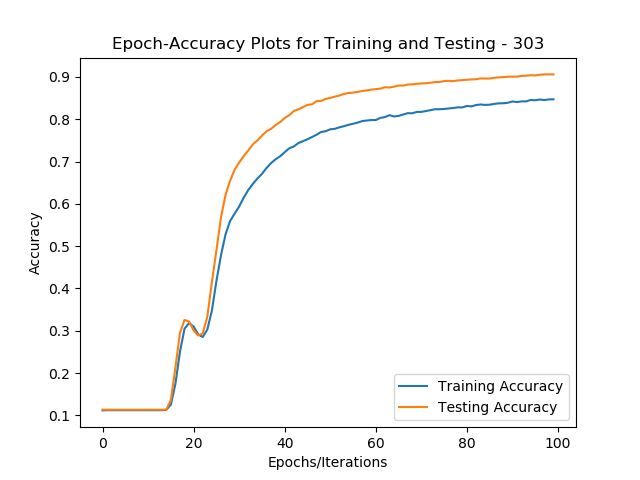 Epoch-Accuracy Plots for Training and Testing - 303
Accuracy
0.9
0.8
0.7
0.6
0.5
0.4
0.3
0.2
0.1
Training Accuracy
Testing Accuracy
0 20 40 60 80 100
Epochs/Iterations